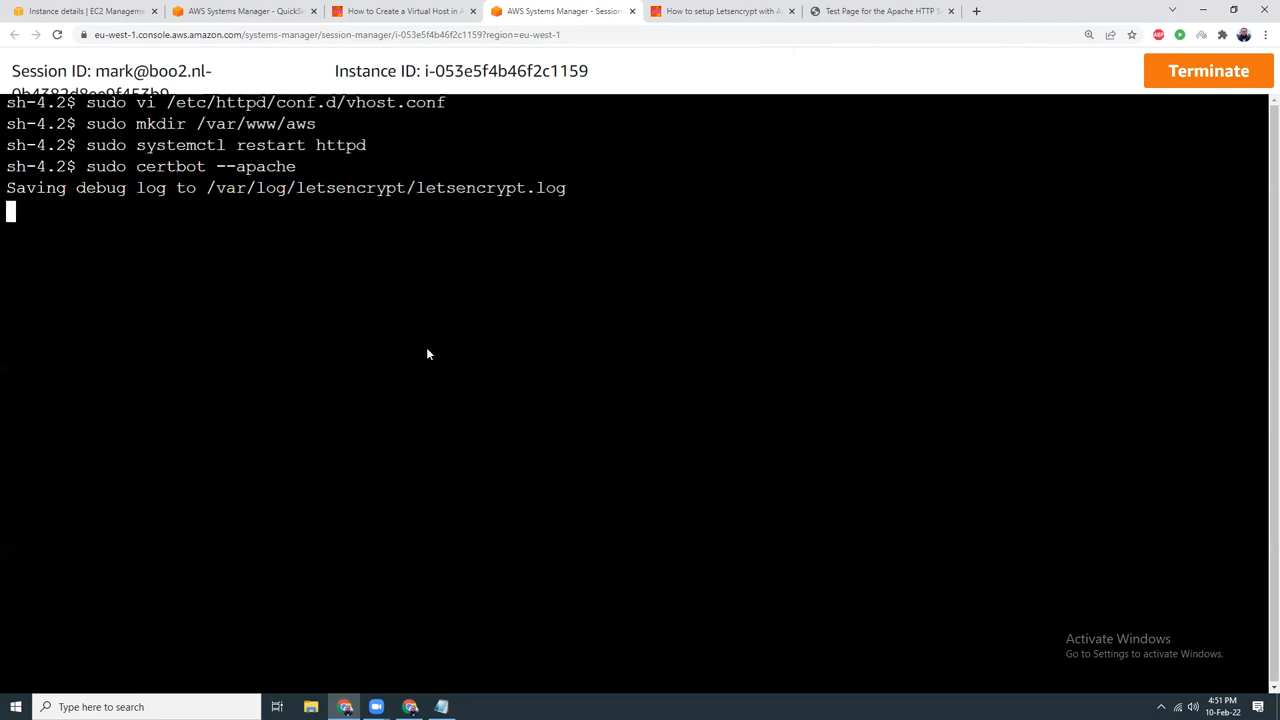 Instance details | EC2 Manageme
AWS Systems Manager - QuickSe
How to Create a Virtual Host in A
AWS Systems Manager - Session
How to setup Letsencrypt with Ap
Test Page for the Apache HTTP S
eu-west-1.console.aws.amazon.com/systems-manager/session-manager/i-053e5f4b46f2c1159?region=eu-west-1
ABP
Session ID: mark@boo2.nl-
0b4382d8ee9f453b9
Instance ID: i-053e5f4b46f2c1159
Terminate
sh-4.2$ sudo vi /etc/httpd/conf.d/vhost.conf
sh-4.2$ sudo mkdir /var/www/aws
sh-4.2$ sudo systemctl restart httpd
sh-4.2$ sudo certbot --apache
Saving debug log to /var/log/letsencrypt/letsencrypt.log
Activate Windows
Go to Settings to activate Windows.
Type here to search
4:51 PM
10-Feb-22